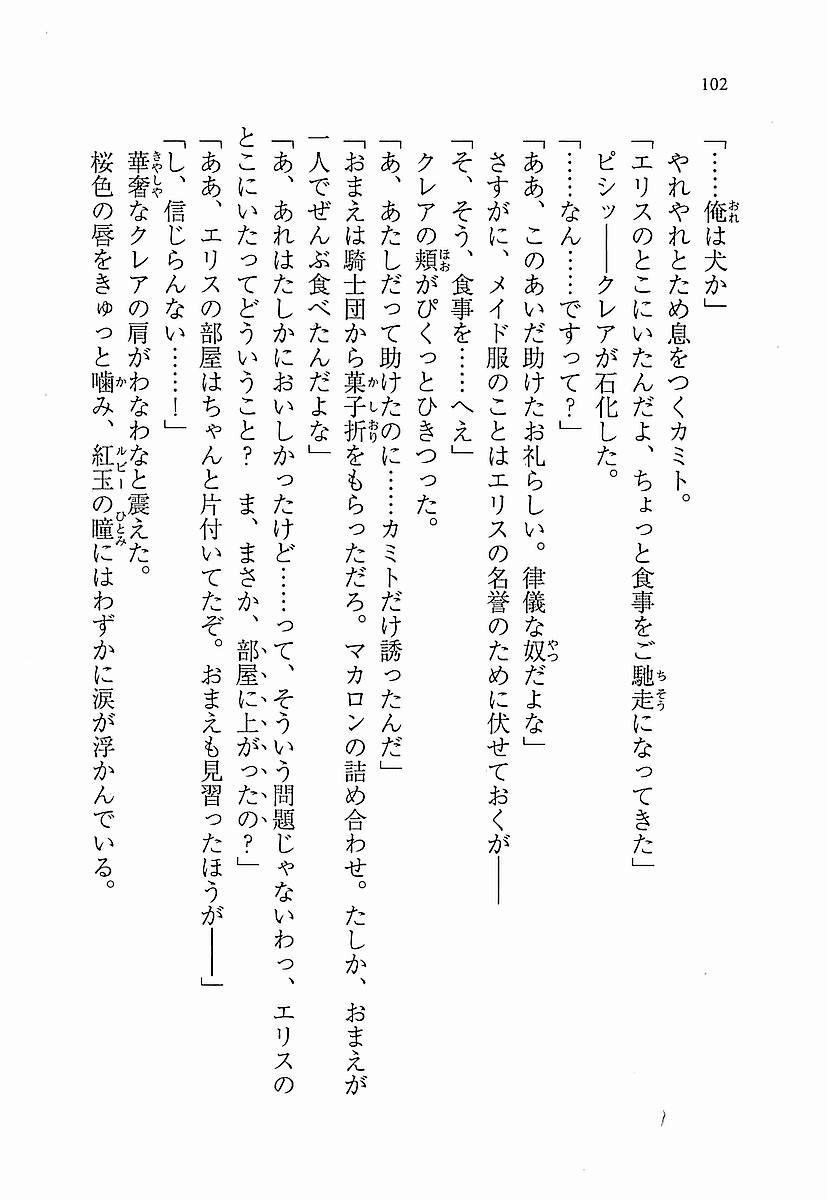 102
「……俺は犬か」
やれやれとため息をつくカミト。
「エリスのとこにいたんだよ、ちょっと食事をご馳走になってきた」
ピシッ――クレアが石化した。
「……なん……ですって？」
「ああ、このあいだ助けたお礼らしい。律儀な奴だよな」
さすがに、メイド服のことはエリスの名誉のために伏せておくが――
「そ、そう、食事を……へえ」
クレアの頬がぴくっとひきつった。
「あ、あたしだって助けたのに……カミトだけ誘ったんだ」
「おまえは騎士団から菓子折をもらっただろ。マカロンの詰め合わせ。たしか、おまえが
一人でぜんぶ食べたんだよな」
「あ、あれはたしかにおいしかったけど……って、そういう問題じゃないわっ、エリスの
とこにいたってどういうこと？　ま、まさか、部屋に上がったの？」
「ああ、エリスの部屋はちゃんと片付いてたぞ。おまえも見習ったほうが――」
「し、信じらんない……！」
華奢なクレアの肩がわなわなと震えた。
桜色の唇をきゅっと噛み、紅玉の瞳にはわずかに涙が浮かんでいる。